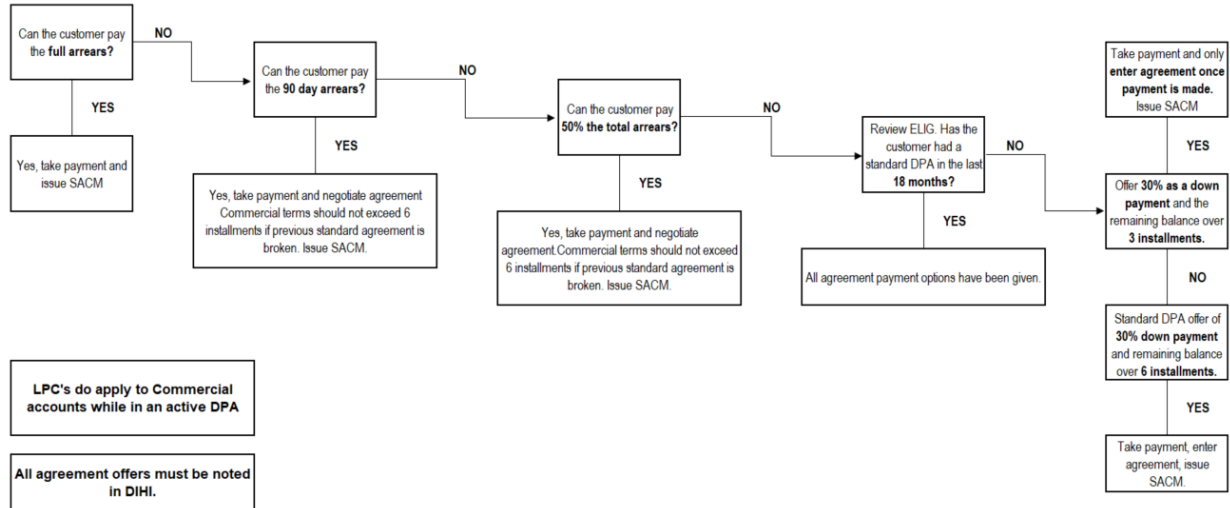 Can the customer pay
the full arrears?
NO
YES
Yes, take payment and
issue SACM
Can the customer pay
the 90 day arrears?
NO
YES
Yes, take payment and negotiate agreement
Commercial terms should not exceed 6
installments if previous standard agreement is
broken. Issue SACM.
Can the customer pay
50% the total arrears?
NO
YES
Yes, take payment and negotiate
agreement.Commercial terms should not exceed
6 installments if previous standard agreement is
broken. Issue SACM.
Review ELIG. Has the
customer had a
standard DPA in the last
18 months?
NO
YES
All agreement payment options have been given.
Take payment and only
enter agreement once
payment is made.
Issue SACM
YES
Offer 30% as a down
payment and the
remaining balance over
3 installments.
NO
Standard DPA offer of
30% down payment
and remaining balance
over 6 installments.
YES
Take payment, enter
agreement, issue
SACM.
LPC's do apply to Commercial
accounts while in an active DPA
All agreement offers must be noted
in DIHI.